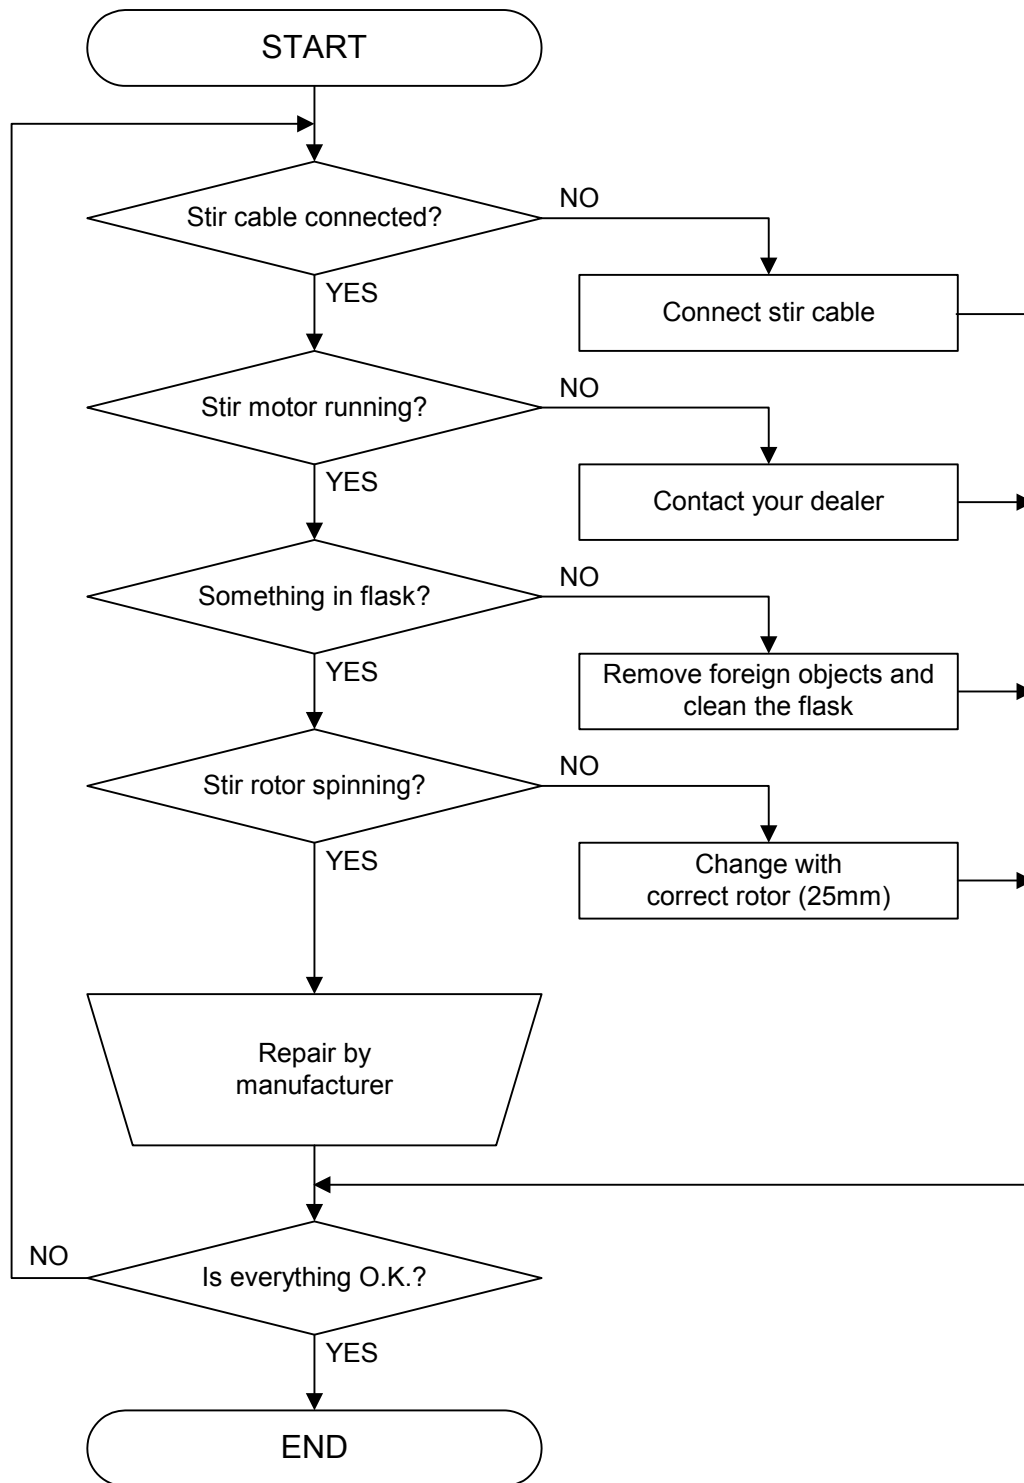 START
Stir cable connected?
NO
YES
Connect stir cable
Stir motor running?
NO
YES
Contact your dealer
Something in flask?
NO
YES
Remove foreign objects and
clean the flask
Stir rotor spinning?
NO
YES
Change with
correct rotor (25mm)
Repair by
manufacturer
Is everything O.K.?
NO
YES
END